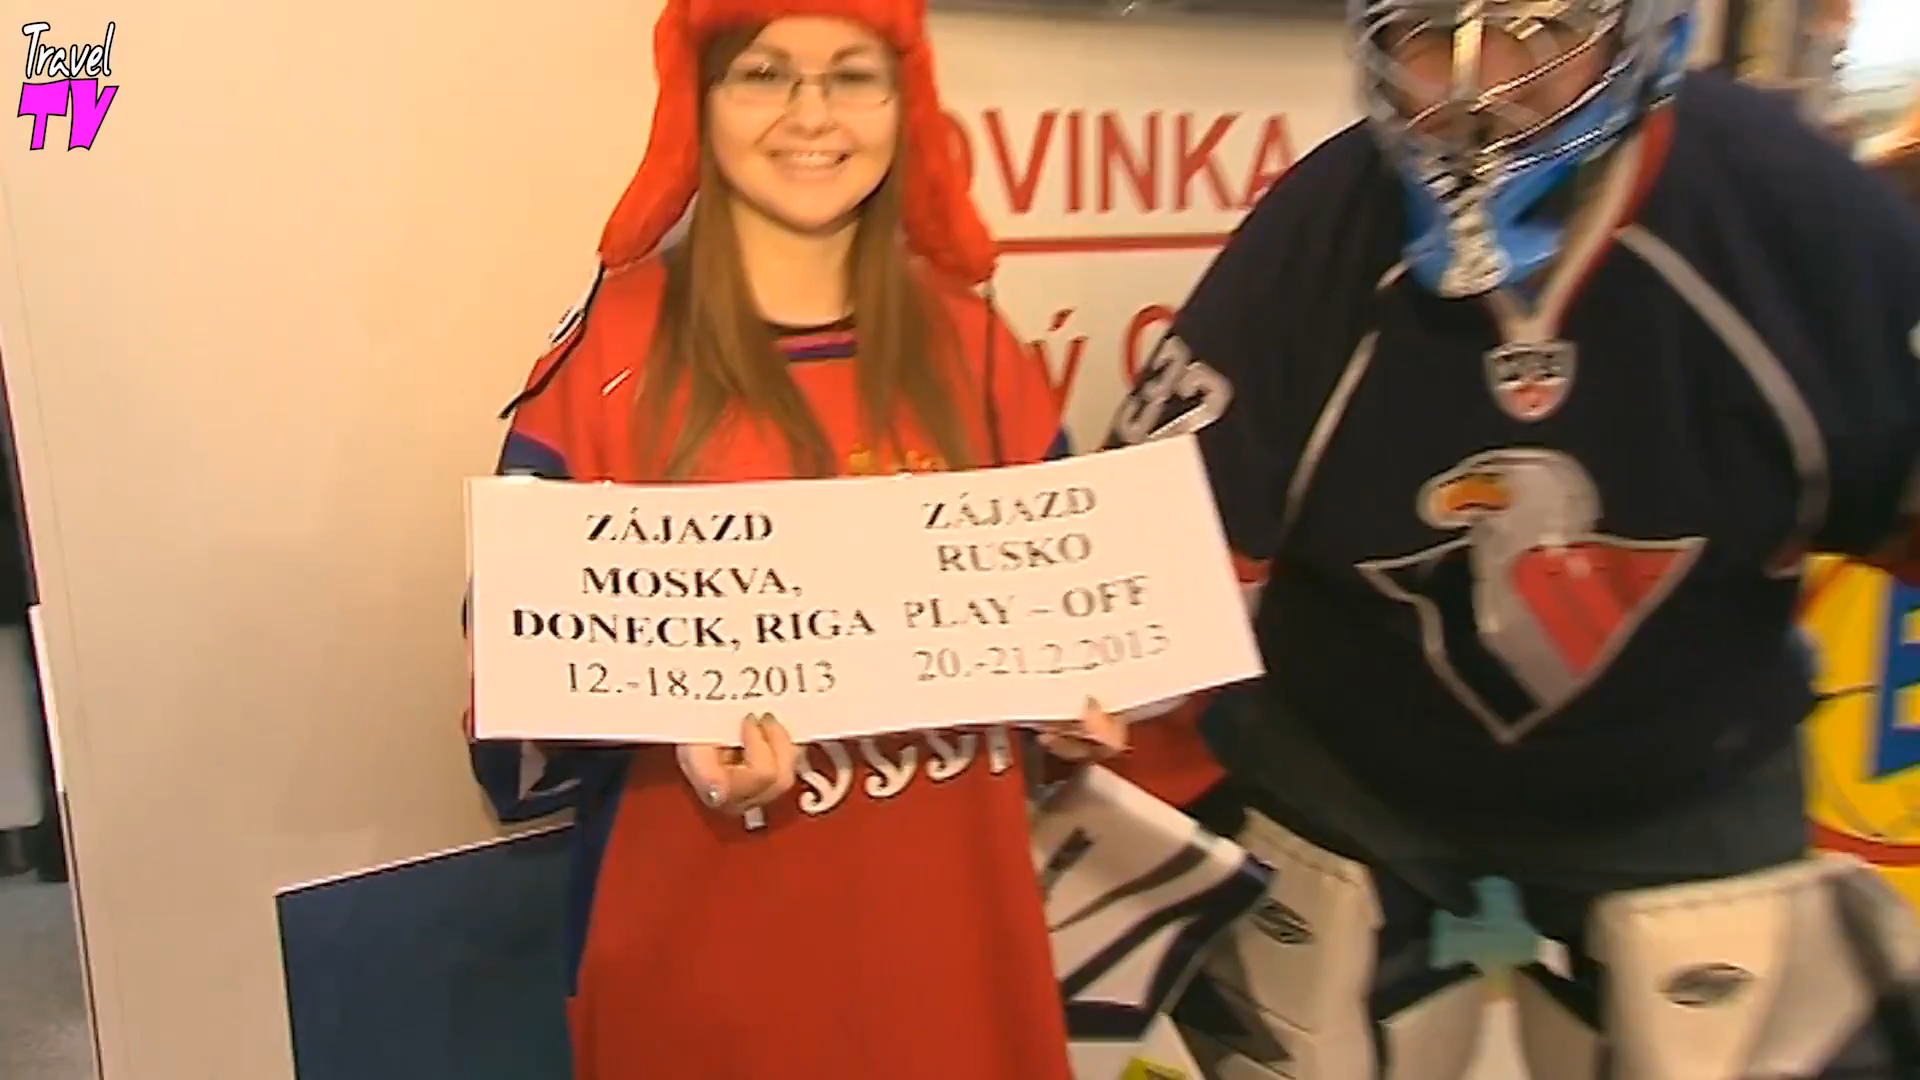 Travel
TV
OVINKA
Ý
ZÁJAZD
MOSKVA,
DONECK, RIGA
12.-18.2.2013
ZÁJAZD
RUSKO
PLAY – OFF
20.-21.2.2013